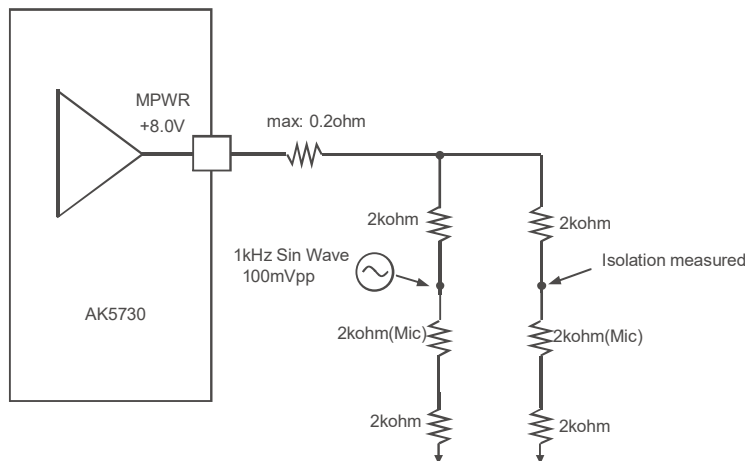 MPWR
+8.0V
max: 0.2ohm
2kohm
2kohm
1kHz Sin Wave
100mVpp
Isolation measured
AK5730
2kohm(Mic)
2kohm(Mic)
2kohm
2kohm